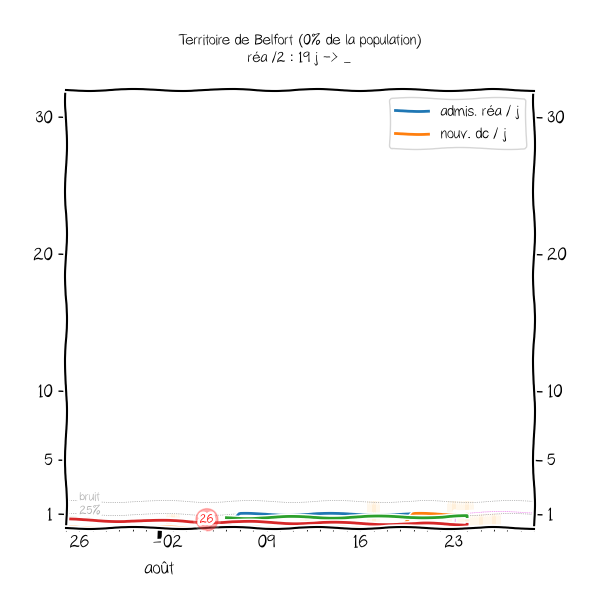 Territoire de Belfort (0% de la population)
réa /2 : 19 j -> _
admis. réa / j
nouv. dc / j
30 30
20 20
10 10
5 5
bruit
25%
1 26 1
26 02 09 16 23
août